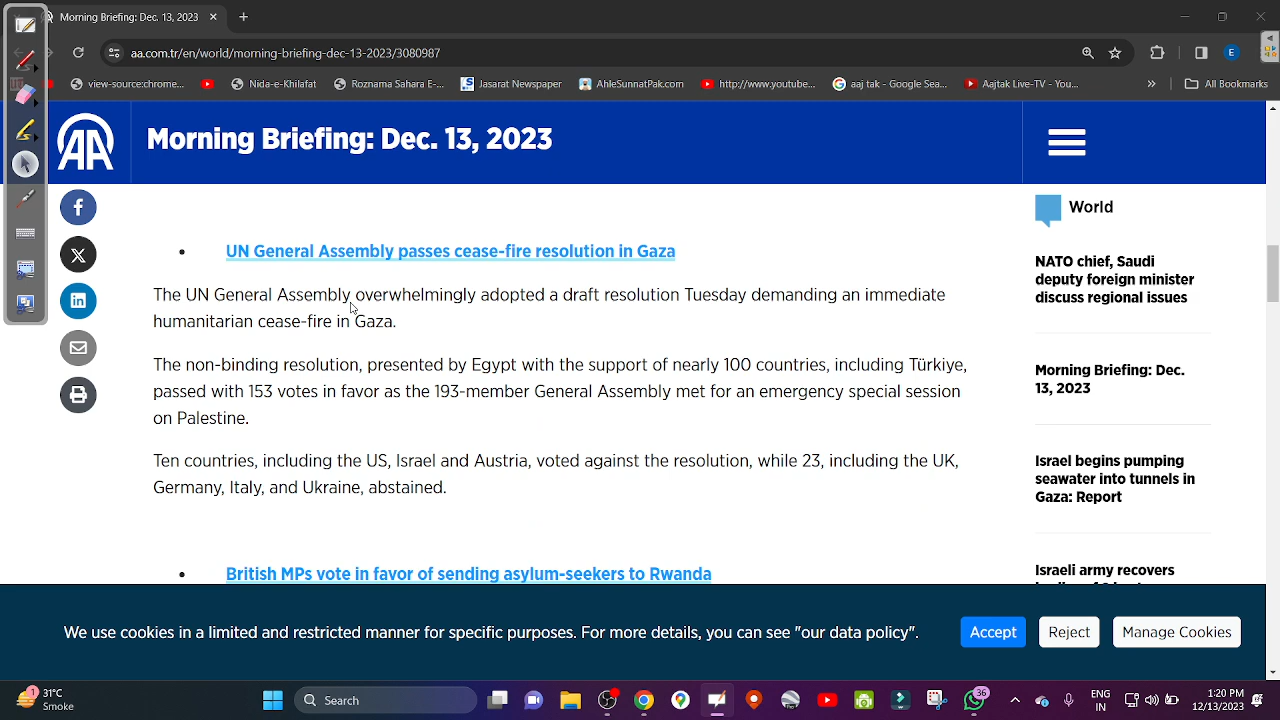 Morning Briefing: Dec. 13, 2023
aa.com.tr/en/world/morning-briefing-dec-13-2023/3080987
E
view-source:chrome...
Nida-e-Khilafat
Roznama Sahara E-...
Jasarat Newspaper
AhleSunnatPak.com
http://www.youtube...
aaj tak - Google Sea...
Aajtak Live-TV - You...
All Bookmarks
AA
Morning Briefing: Dec. 13, 2023
UN General Assembly passes cease-fire resolution in Gaza
The UN General Assembly overwhelmingly adopted a draft resolution Tuesday demanding an immediate
humanitarian cease-fire in Gaza.
The non-binding resolution, presented by Egypt with the support of nearly 100 countries, including Türkiye,
passed with 153 votes in favor as the 193-member General Assembly met for an emergency special session
on Palestine.
Ten countries, including the US, Israel and Austria, voted against the resolution, while 23, including the UK,
Germany, Italy, and Ukraine, abstained.
British MPs vote in favor of sending asylum-seekers to Rwanda
World
NATO chief, Saudi
deputy foreign minister
discuss regional issues
Morning Briefing: Dec.
13, 2023
Israel begins pumping
seawater into tunnels in
Gaza: Report
Israeli army recovers
We use cookies in a limited and restricted manner for specific purposes. For more details, you can see "our data policy".
Accept
Reject
Manage Cookies
1
31°C
Smoke
Search
36
ENG
IN
1:20 PM
12/13/2023